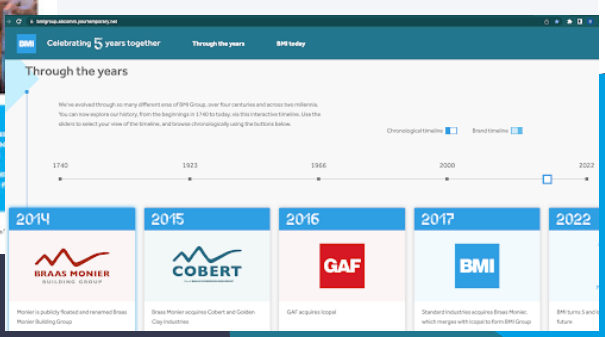 bmigroup.abcomm.yourtemporary.net
BMI Celebrating 5 years together Through the years BMI today
Through the years
We've evolved through so many different eras of BMI Group, over four centuries and across two millennia.
You can now explore our history, from the beginnings in 1740 to today, via this interactive timeline. Use the
sliders to select your view of the timeline, and browse chronologically using the buttons below.
Chronological timeline Brand timeline
1740 1923 1986 2000 2022
2014 2015 2016 2017 2022
BRAAS MONIER
BUILDING GROUP
COBERT
GAF
BMI
Monier is publicly floated and renamed Braas
Monier Building Group
Braas Monier acquires Cobert and Golden
Clay Industries
GAF acquires Icopal
Standard Industries acquires Braas Monier,
which merges with Icopal to form BMI Group
BMI turns 5 and l
future